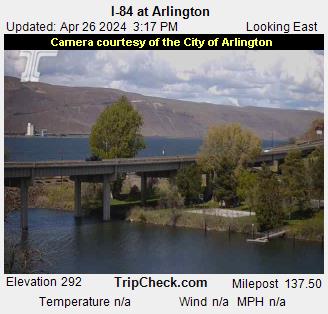 I-84 at Arlington
Updated: Apr 26 2024 3:17 PM Looking East
Camera courtesy of the City of Arlington
Elevation 292 TripCheck.com Milepost 137.50
Temperature n/a Wind n/a MPH n/a